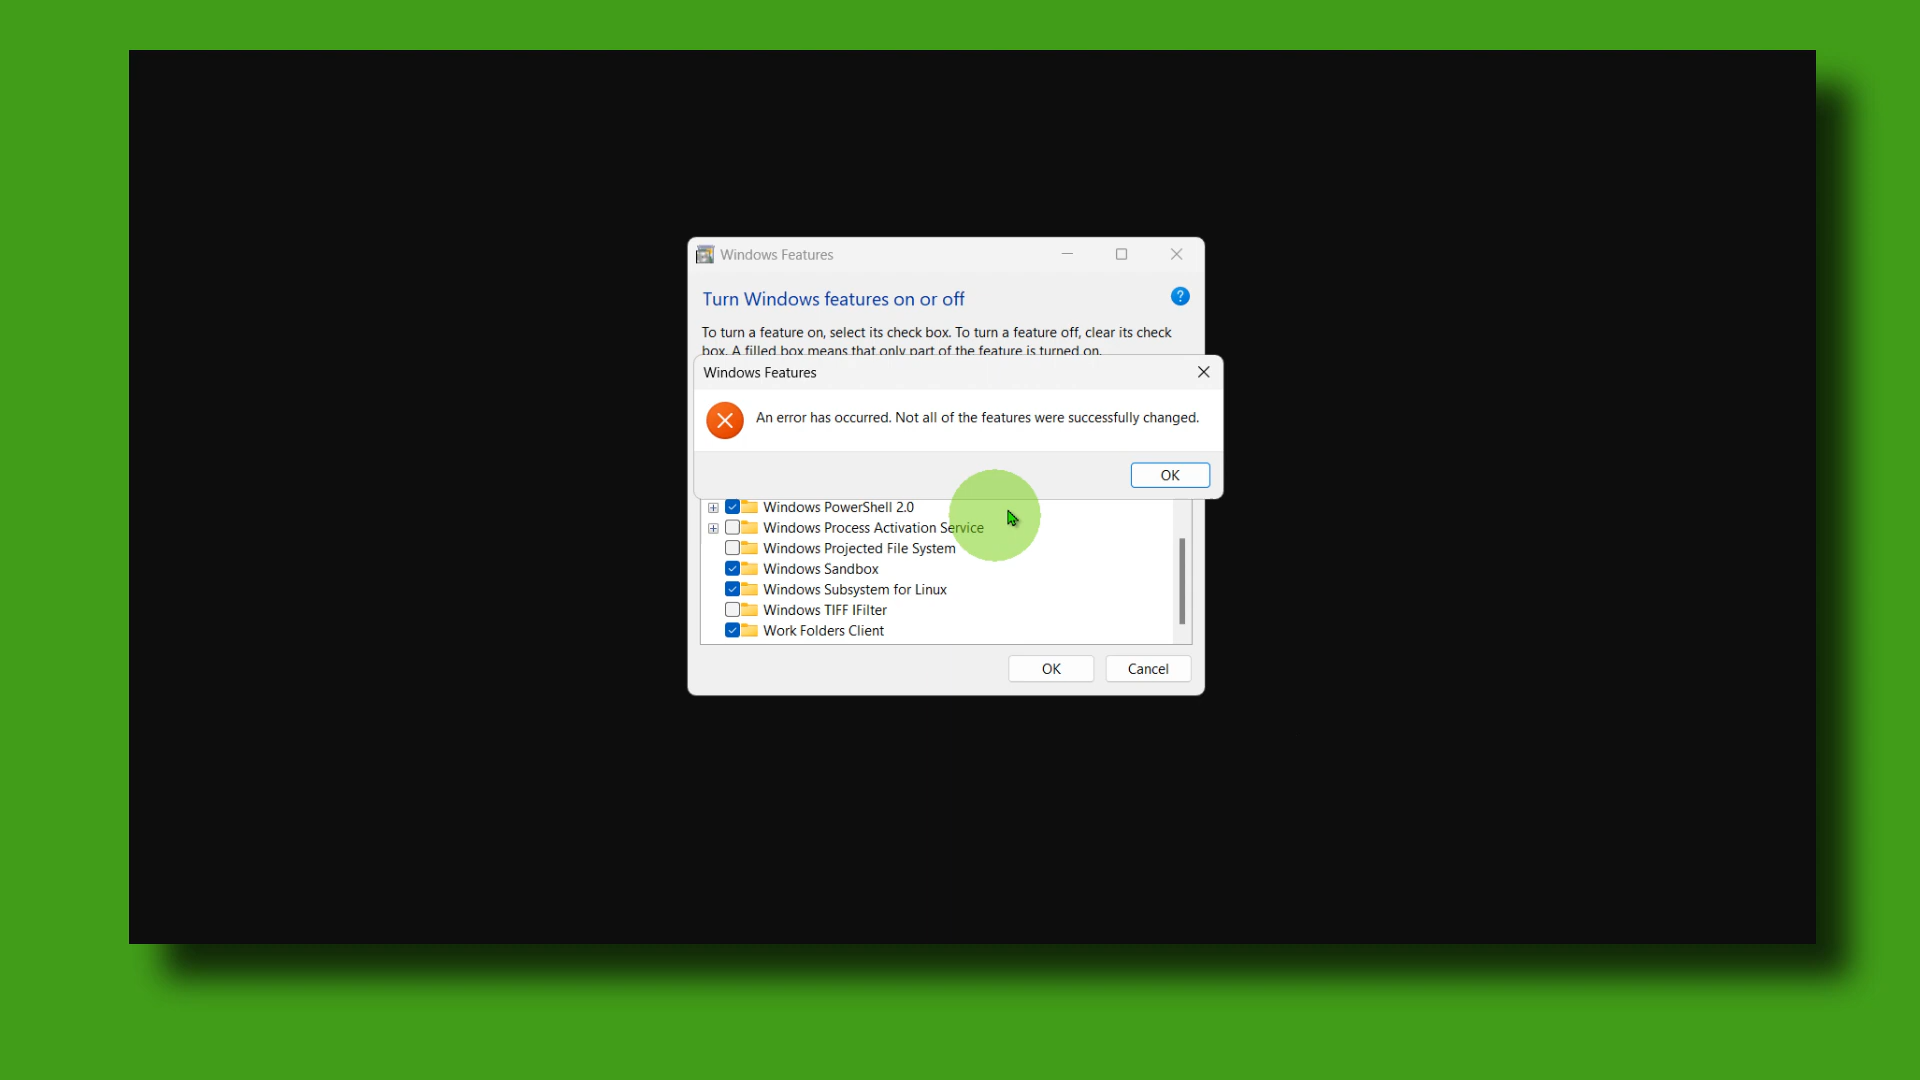 Windows Features
Turn Windows features on or off
?
To turn a feature on, select its check box. To turn a feature off, clear its check
box. A filled box means that only part of the feature is turned on.
Windows Features
An error has occurred. Not all of the features were successfully changed.
OK
Windows PowerShell 2.0
Windows Process Activation Service
Windows Projected File System
Windows Sandbox
Windows Subsystem for Linux
Windows TIFF IFilter
Work Folders Client
OK Cancel